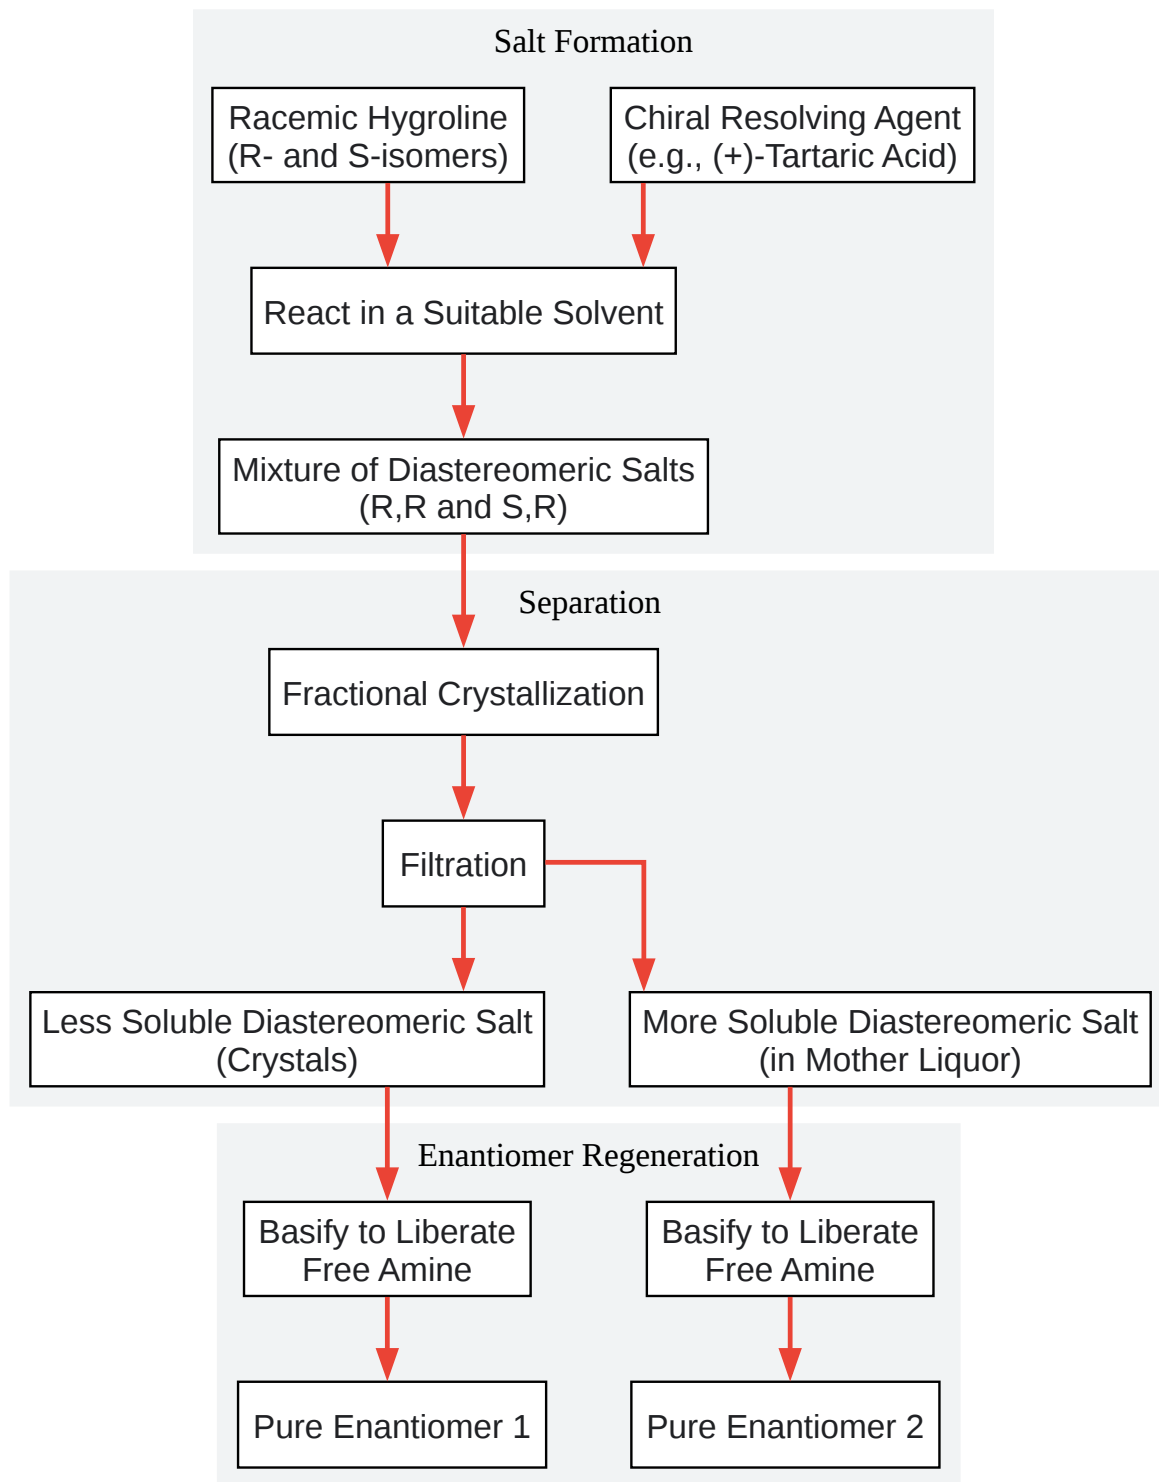 Salt Formation
Racemic Hygroline
(R- and S-isomers)
Chiral Resolving Agent
(e.g., (+)-Tartaric Acid)
React in a Suitable Solvent
Mixture of Diastereomeric Salts
(R,R and S,R)
Separation
Fractional Crystallization
Filtration
Less Soluble Diastereomeric Salt
(Crystals)
More Soluble Diastereomeric Salt
(in Mother Liquor)
Enantiomer Regeneration
Basify to Liberate
Free Amine
Basify to Liberate
Free Amine
Pure Enantiomer 1
Pure Enantiomer 2